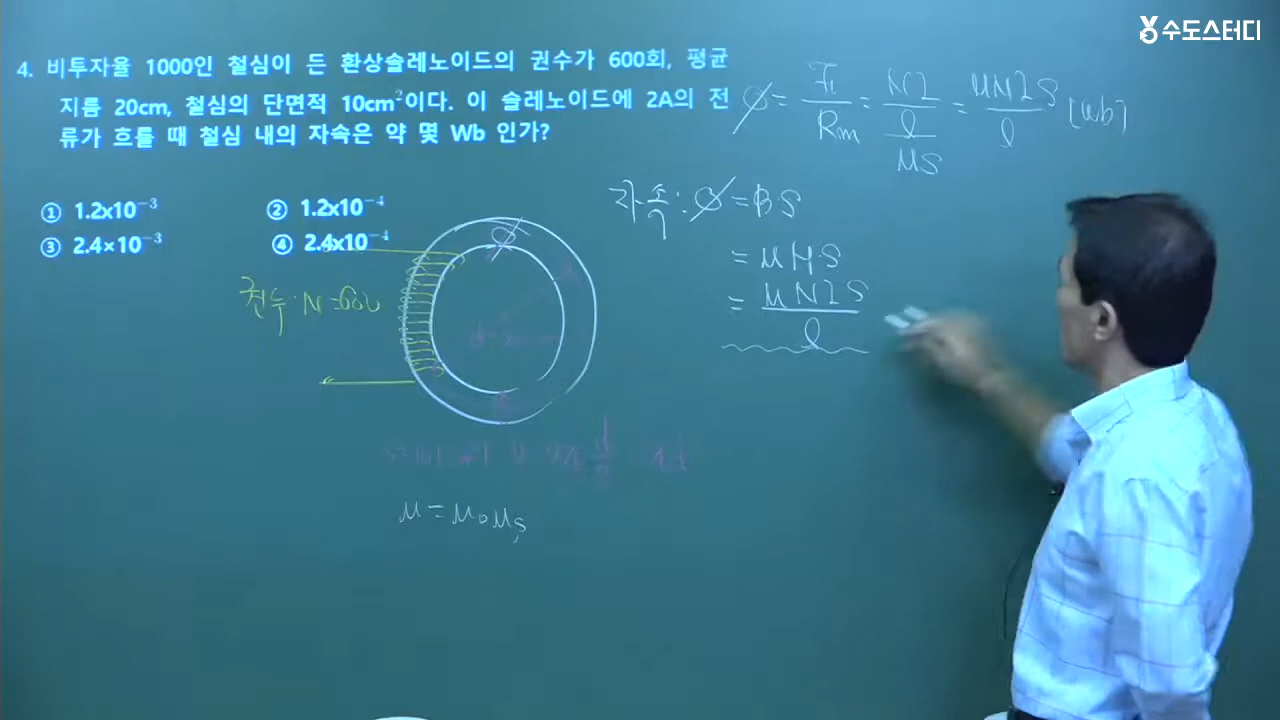 수도스터디
4. 비투자율 1000인 철심이 든 환상솔레노이드의 권수가 600회, 평균
지름 20cm, 철심의 단면적 10cm²이다. 이 솔레노이드에 2A의 전
류가 흐를 때 철심 내의 자속은 약 몇 Wb 인가?
① 1.2x10⁻³
② 1.2x10⁻⁴
③ 2.4×10⁻³
④ 2.4x10⁻⁴
권수 · N = 600
ϕ
μ = μ₀μₛ
ϕ = F / Rm = NI / (l / μS) = μNIS / l [wb]
자속 : ϕ = B·S
= μH·S
= μNIS / l